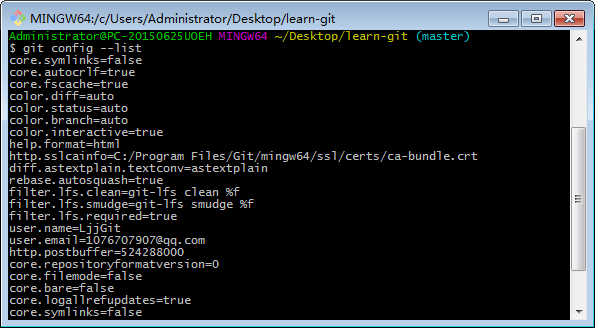 MINGW64:/c/Users/Administrator/Desktop/learn-git
Administrator@PC-20150625UOEH MINGW64 ~/Desktop/learn-git (master)
$ git config --list
core.symlinks=false
core.autocrlf=true
core.fscache=true
color.diff=auto
color.status=auto
color.branch=auto
color.interactive=true
help.format=html
http.sslcainfo=C:/Program Files/Git/mingw64/ssl/certs/ca-bundle.crt
diff.astextplain.textconv=astextplain
rebase.autosquash=true
filter.lfs.clean=git-lfs clean %f
filter.lfs.smudge=git-lfs smudge %f
filter.lfs.required=true
user.name=LjjGit
user.email=1076707907@qq.com
http.postbuffer=524288000
core.repositoryformatversion=0
core.filemode=false
core.bare=false
core.logallrefupdates=true
core.symlinks=false